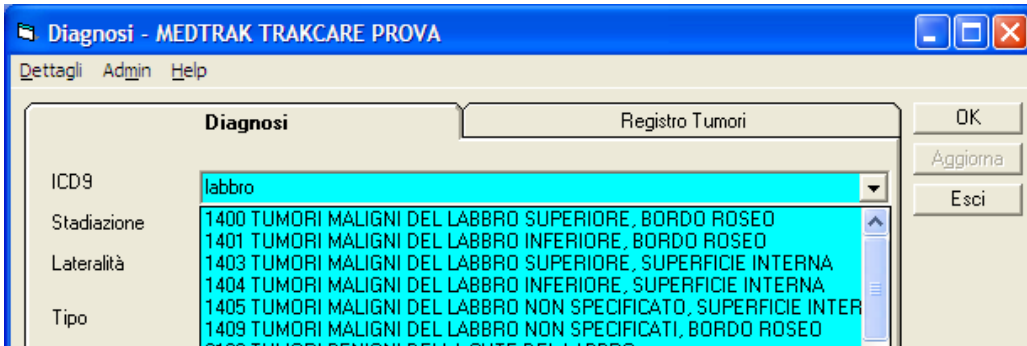 Diagnosi - MEDTRAK TRAKCARE PROVA
Dettagli Admin Help
Diagnosi Registro Tumori
OK
Aggiorna
Esci
ICD9 labbro
Stadiazione
Lateralità
Tipo
1400 TUMORI MALIGNI DEL LABBRO SUPERIORE, BORDO ROSEO
1401 TUMORI MALIGNI DEL LABBRO INFERIORE, BORDO ROSEO
1403 TUMORI MALIGNI DEL LABBRO SUPERIORE, SUPERFICIE INTERNA
1404 TUMORI MALIGNI DEL LABBRO INFERIORE, SUPERFICIE INTERNA
1405 TUMORI MALIGNI DEL LABBRO NON SPECIFICATO, SUPERFICIE INTER
1409 TUMORI MALIGNI DEL LABBRO NON SPECIFICATI, BORDO ROSEO